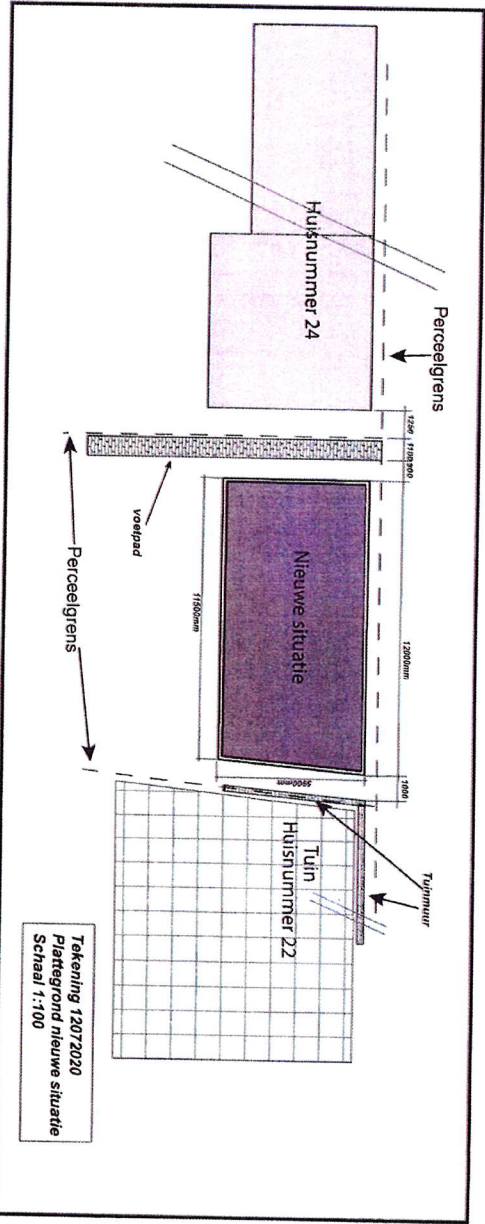 Huisnummer 24
Perceelgrens
1250
1100
900
voetpad
Perceelgrens
Nieuwe situatie
11500mm
12000mm
5900mm
1000
Tuinmuur
Tuin
Huisnummer 22
Tekening 12072020
Plattegrond nieuwe situatie
Schaal 1:100